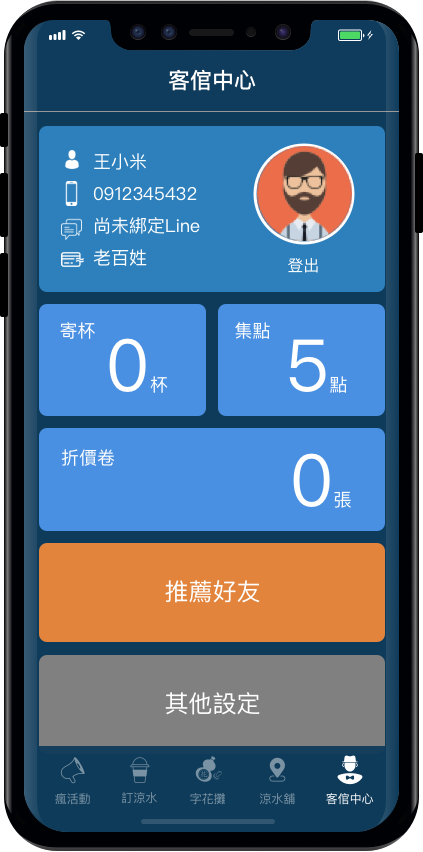 客倌中心
王小米
0912345432
尚未綁定Line
老百姓
登出
寄杯
0杯
集點
5點
折價卷
0張
推薦好友
其他設定
瘋活動
訂涼水
字花攤
涼水舖
客倌中心